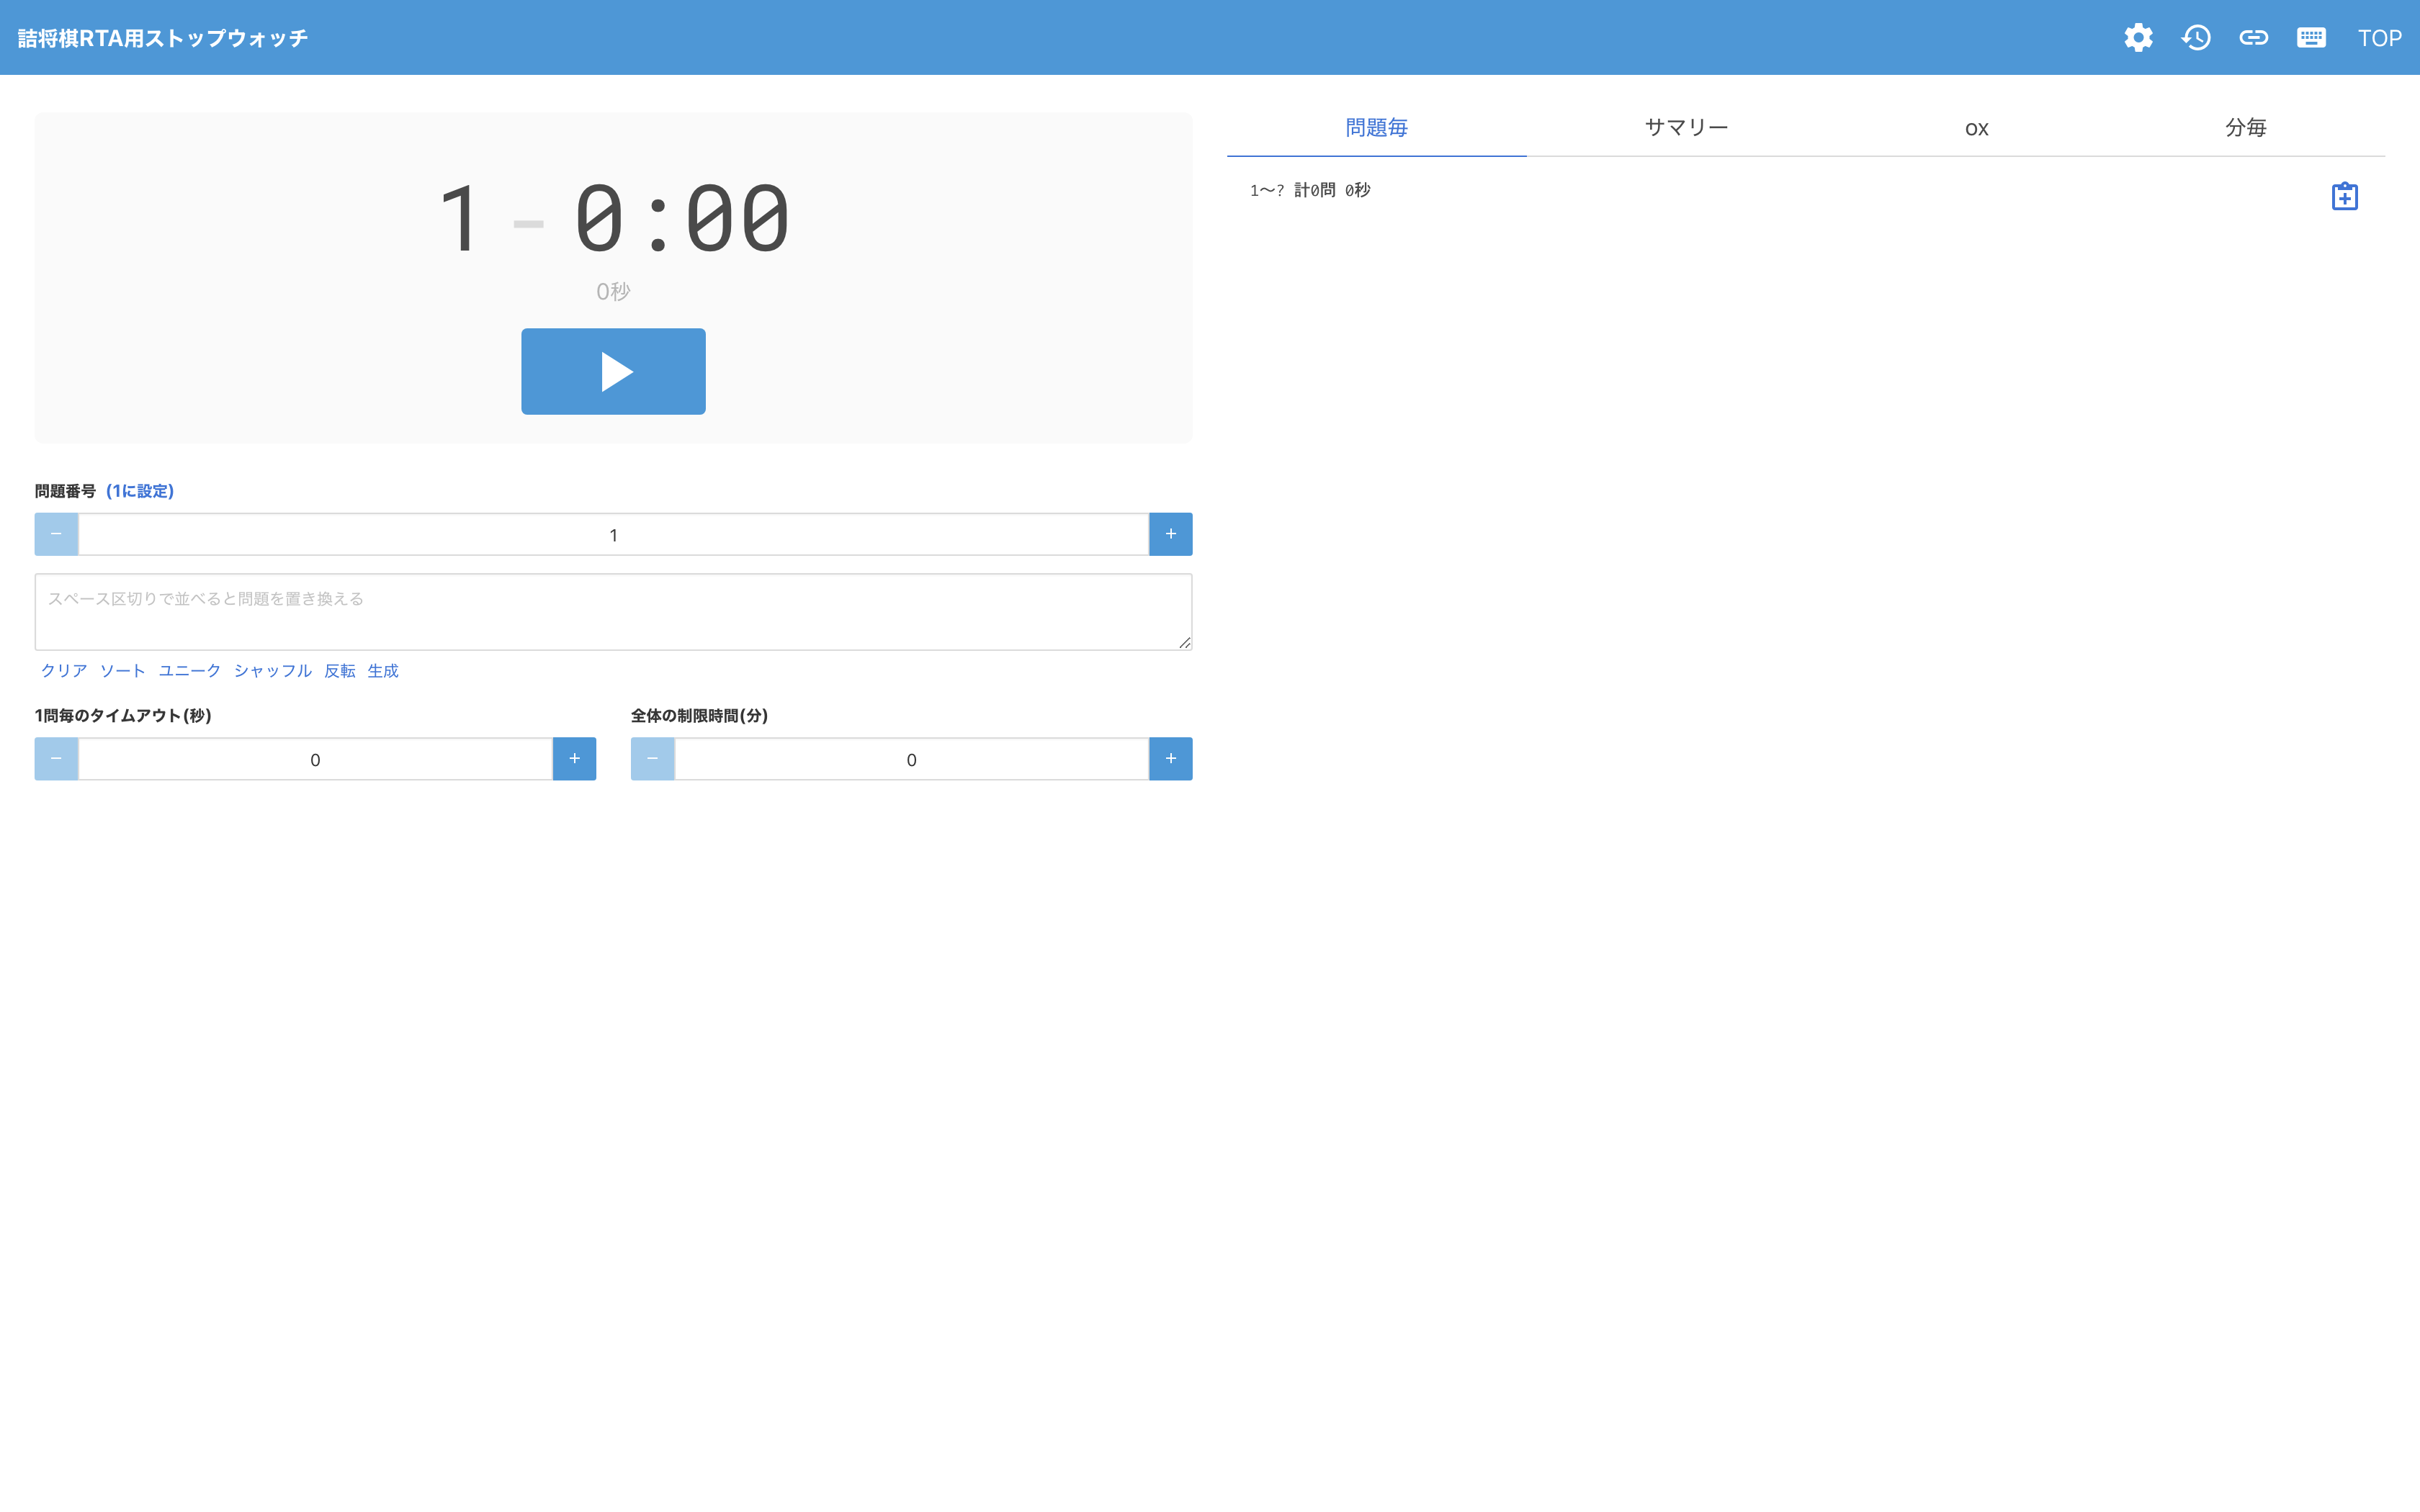 詰将棋RTA用ストップウォッチ
TOP
1-0:00
0秒
問題番号 (1に設定)
− 1 +
スペース区切りで並べると問題を置き換える
クリア ソート ユニーク シャッフル 反転 生成
1問毎のタイムアウト(秒)
− 0 +
全体の制限時間(分)
− 0 +
問題毎 サマリー ox 分毎
1〜? 計0問 0秒